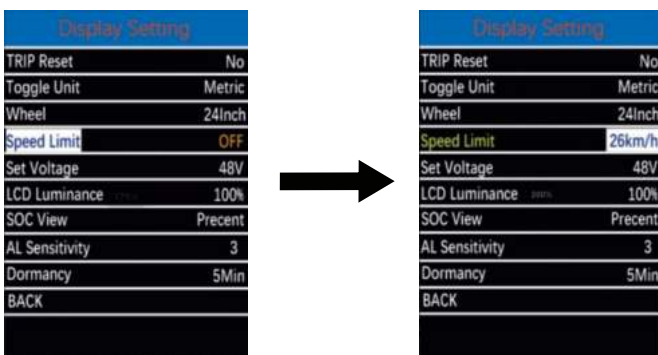 Display Setting
TRIP Reset No
Toggle Unit Metric
Wheel 24Inch
Speed Limit OFF
Set Voltage 48V
LCD Luminance 100%
SOC View Precent
AL Sensitivity 3
Dormancy 5Min
BACK
Display Setting
TRIP Reset No
Toggle Unit Metric
Wheel 24Inch
Speed Limit 26km/h
Set Voltage 48V
LCD Luminance 100%
SOC View Precent
AL Sensitivity 3
Dormancy 5Min
BACK